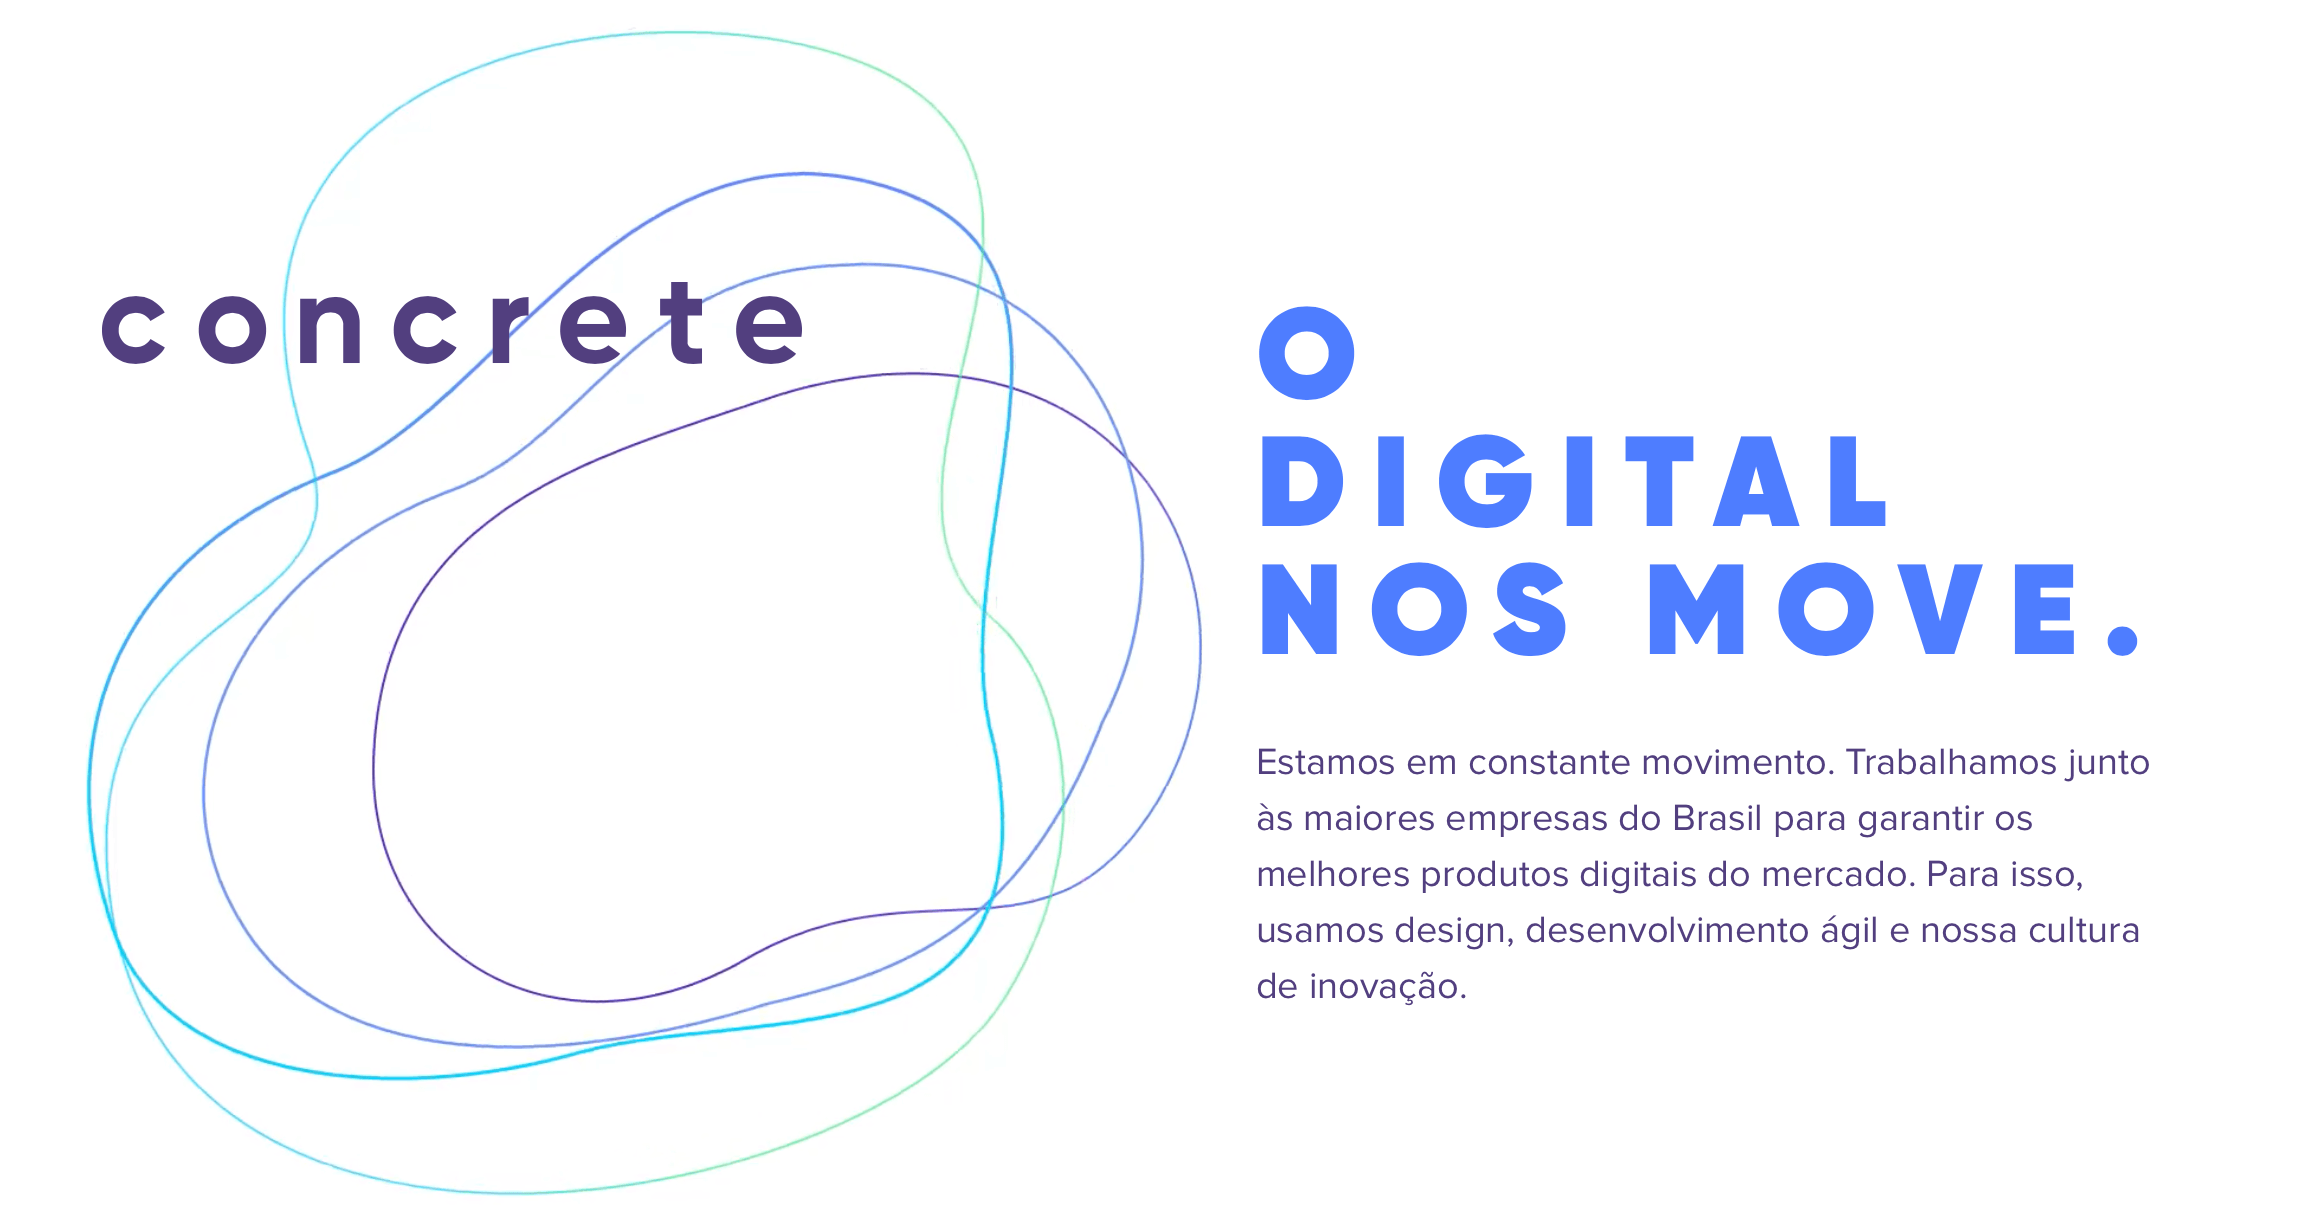 concrete
O
DIGITAL
NOS MOVE.
Estamos em constante movimento. Trabalhamos junto
às maiores empresas do Brasil para garantir os
melhores produtos digitais do mercado. Para isso,
usamos design, desenvolvimento ágil e nossa cultura
de inovação.